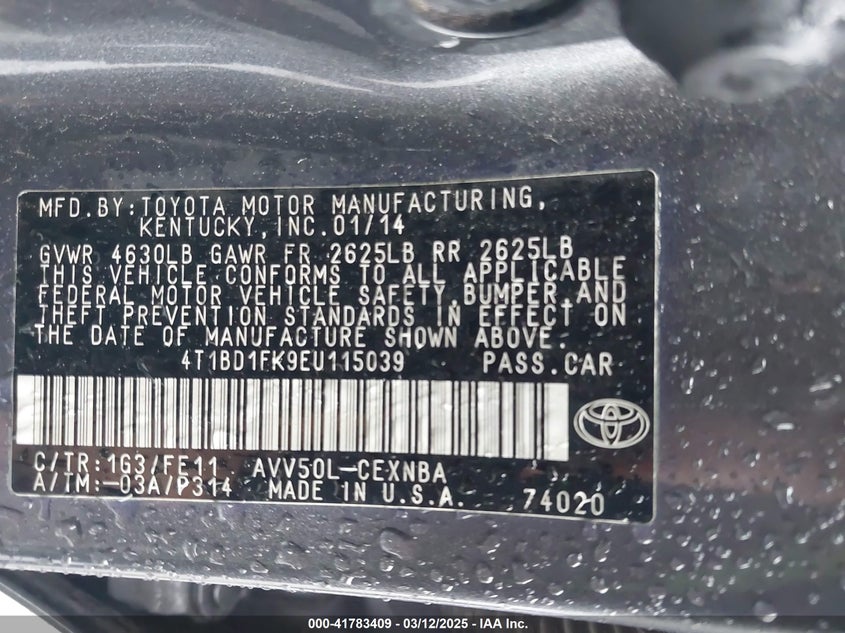 MFD.BY:TOYOTA MOTOR MANUFACTURING,
KENTUCKY,INC.01/14
GVWR 4630LB GAWR FR 2625LB RR 2625LB
THIS VEHICLE CONFORMS TO ALL APPLICABLE
FEDERAL MOTOR VEHICLE SAFETY,BUMPER,AND
THEFT PREVENTION STANDARDS IN EFFECT ON
THE DATE OF MANUFACTURE SHOWN ABOVE.
4T1BD1FK9EU115039 PASS.CAR
C/TR:1G3/FE11 AVV50L-CEXNBA
A/TM:-03A/P314 MADE IN U.S.A. 74020
000-41783409 - 03/12/2025 - IAA Inc.